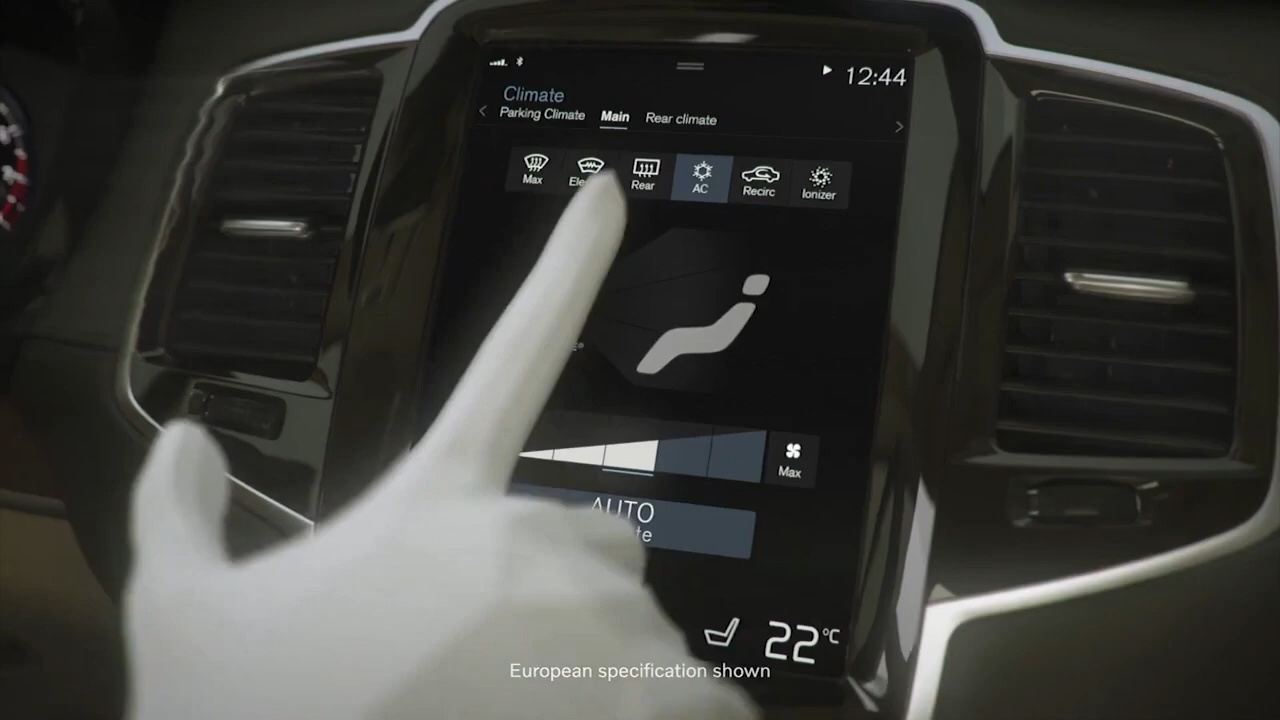 12:44
Climate
Parking Climate Main Rear climate
Max Rear AC Recirc Ionizer
Max
AUTO
22°C
European specification shown